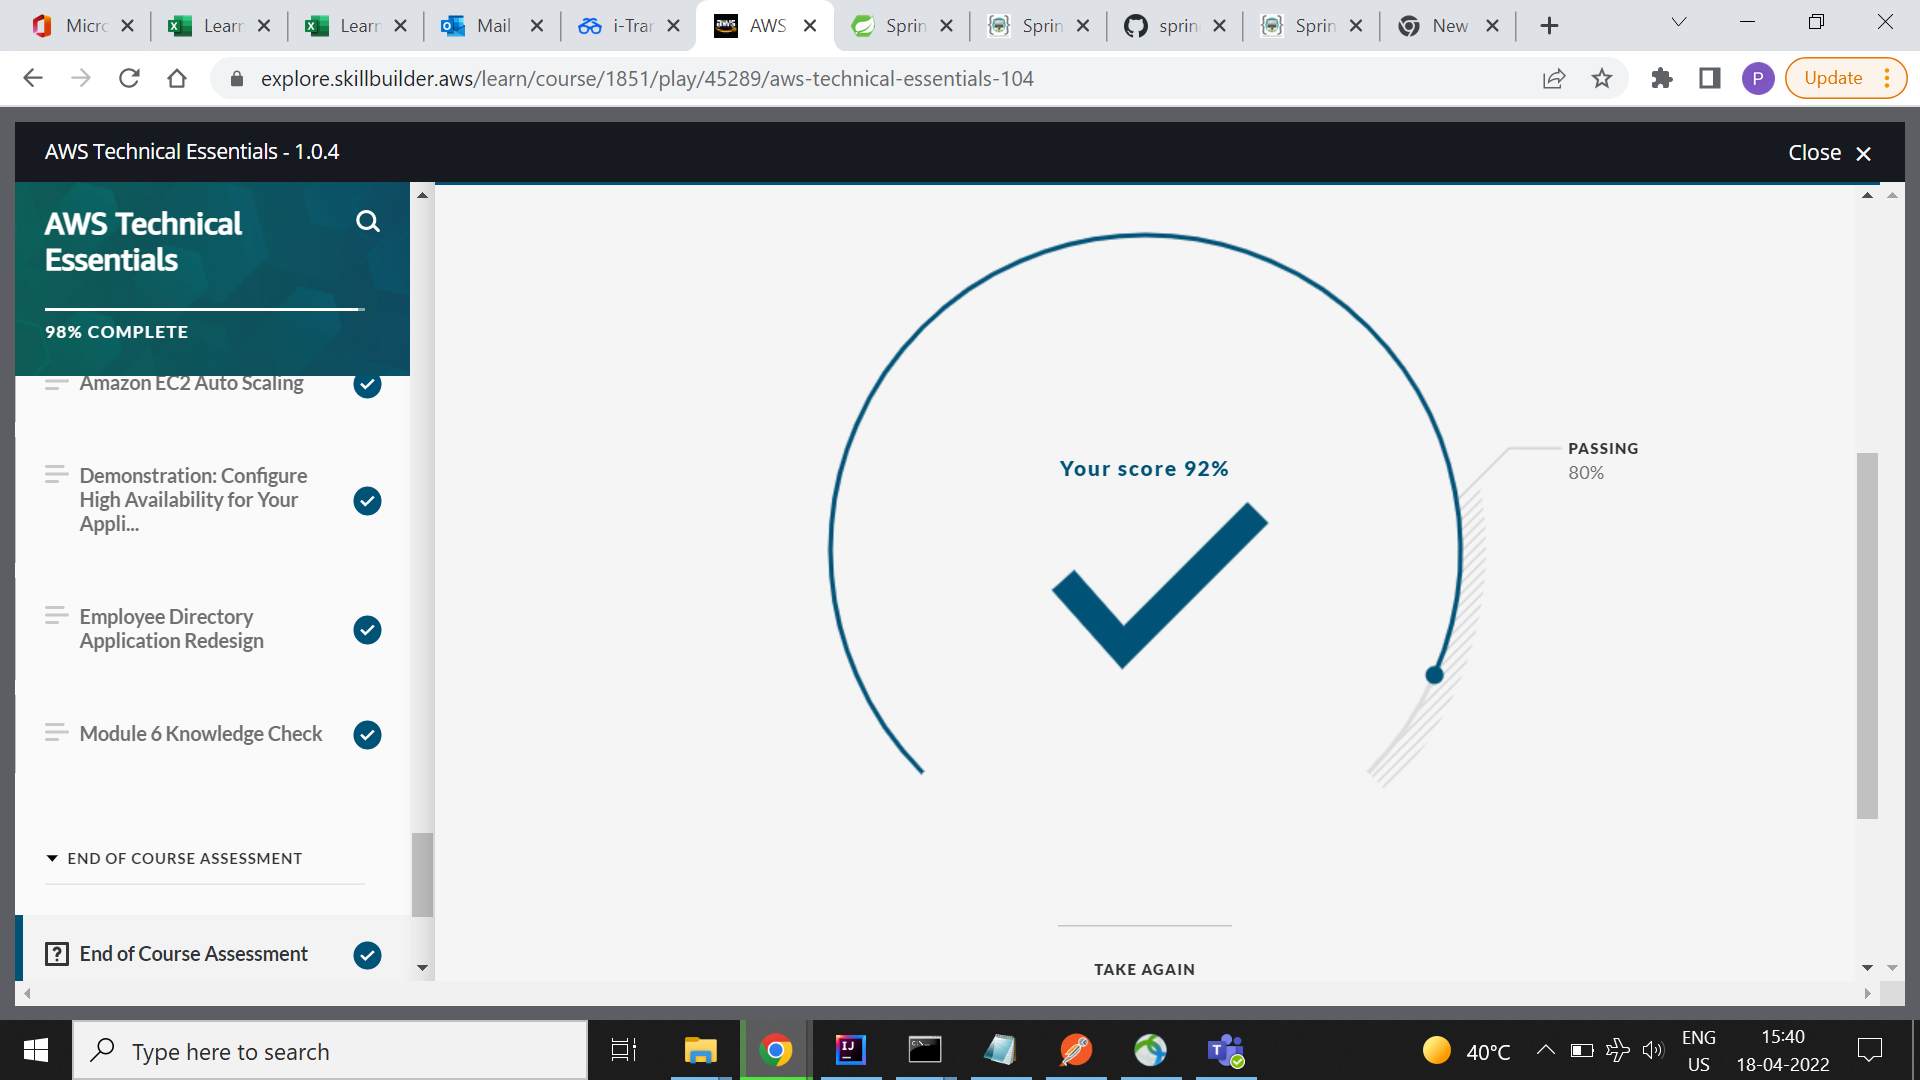 Micro
Learn
Learn
Mail
i-Tran
AWS
Sprin
Sprin
sprin
Sprin
New
explore.skillbuilder.aws/learn/course/1851/play/45289/aws-technical-essentials-104
P
Update
AWS Technical Essentials - 1.0.4
Close
AWS Technical
Essentials
98% COMPLETE
Amazon EC2 Auto Scaling
Demonstration: Configure
High Availability for Your
Appli...
Employee Directory
Application Redesign
Module 6 Knowledge Check
END OF COURSE ASSESSMENT
End of Course Assessment
Your score 92%
PASSING
80%
TAKE AGAIN
Type here to search
40°C
ENG
US
15:40
18-04-2022